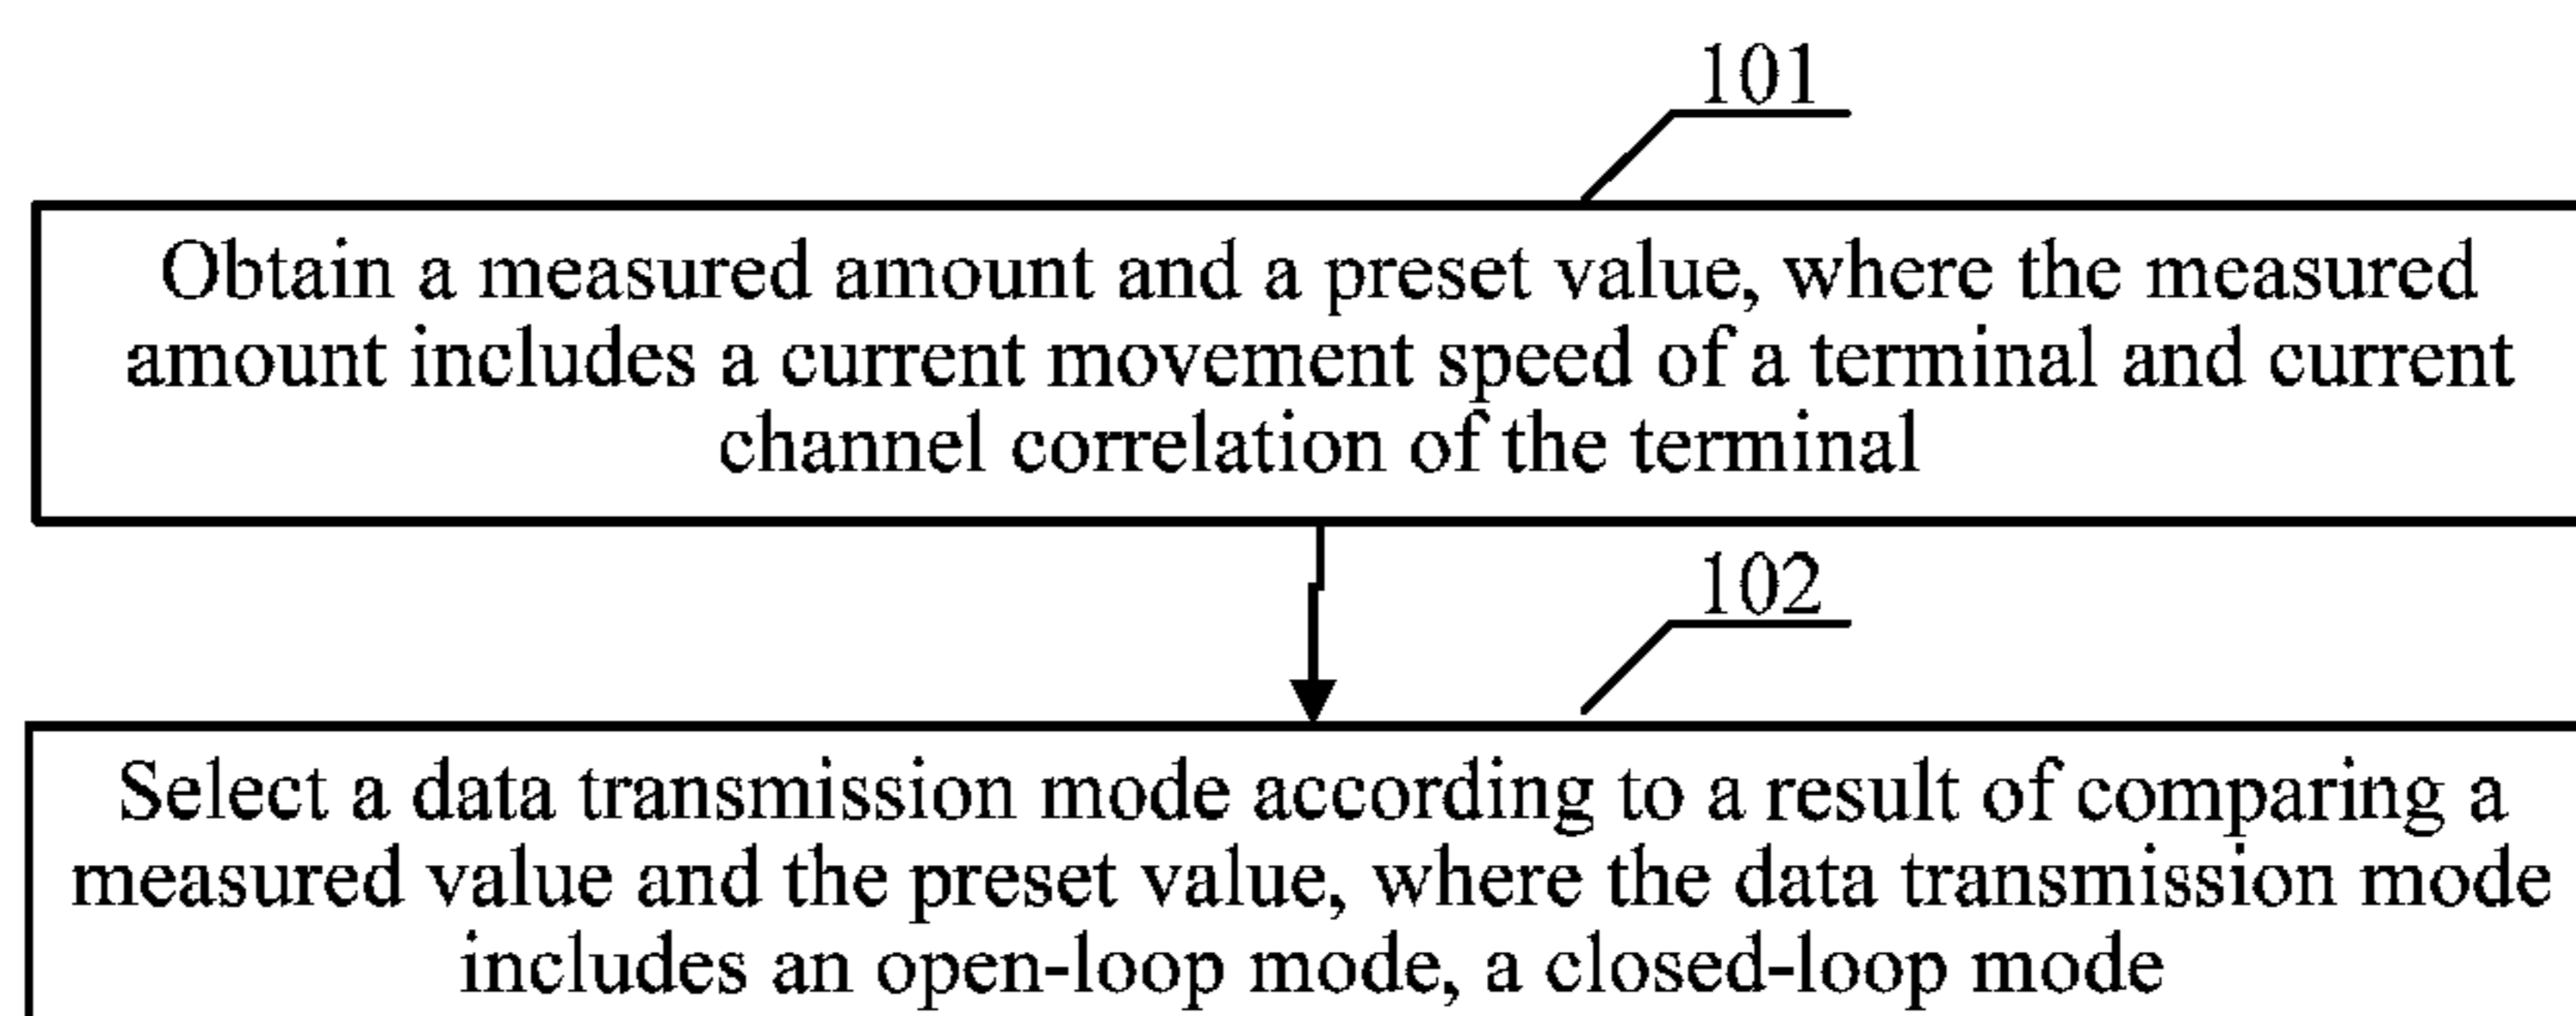 101
Obtain a measured amount and a preset value, where the measured
amount includes a current movement speed of a terminal and current
channel correlation of the terminal
102
Select a data transmission mode according to a result of comparing a
measured value and the preset value, where the data transmission mode
includes an open-loop mode, a closed-loop mode